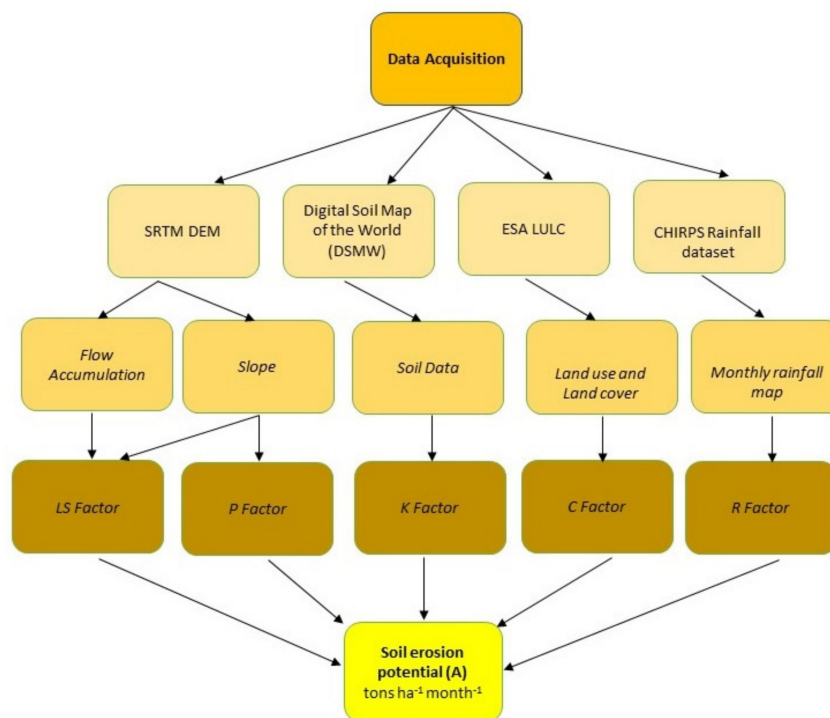 Data Acquisition
SRTM DEM
Digital Soil Map
of the World
(DSMW)
ESA LULC
CHIRPS Rainfall
dataset
Flow
Accumulation
Slope
Soil Data
Land use and
Land cover
Monthly rainfall
map
LS Factor
P Factor
K Factor
C Factor
R Factor
Soil erosion
potential (A)
tons ha⁻¹ month⁻¹